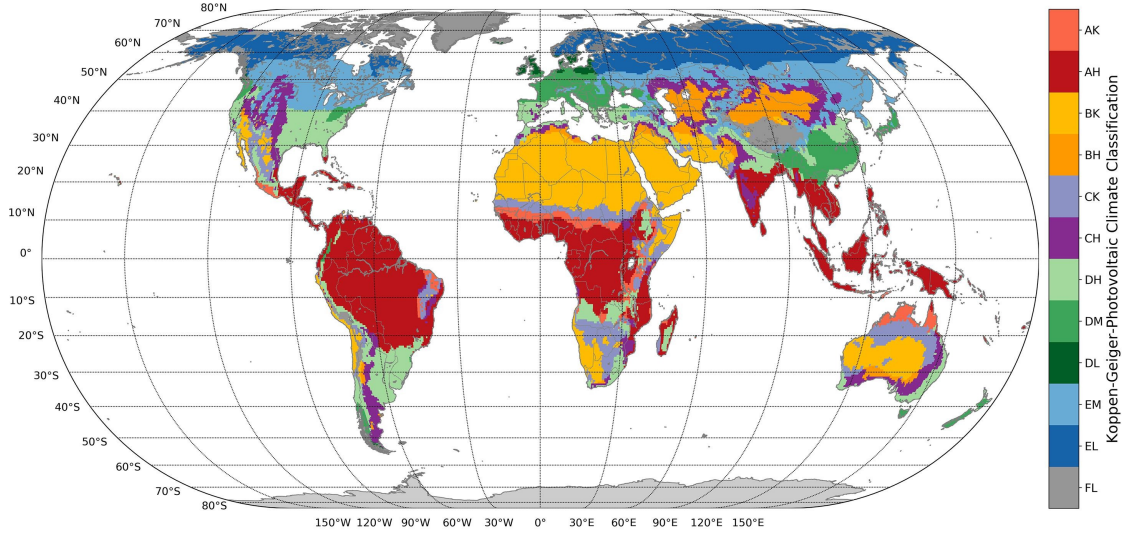 80°N
70°N
60°N
50°N
40°N
30°N
20°N
10°N
0°
10°S
20°S
30°S
40°S
50°S
60°S
70°S
80°S
150°W 120°W 90°W 60°W 30W 0° 30°E 60°E 90°E 120°E 150°E
AK
AH
BK
BH
CK
CH
DH
DM
DL
EM
EL
FL
Koppen-Geiger-Photovoltaic Climate Classification